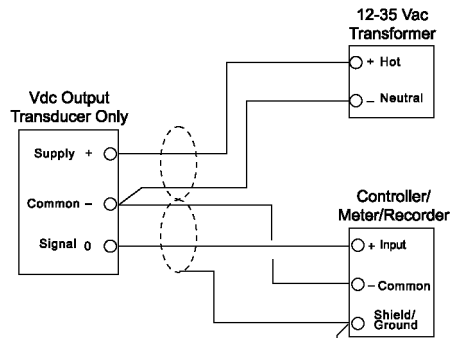 12-35 Vac
Transformer
+ Hot
– Neutral
Vdc Output
Transducer Only
Supply +
Common –
Signal 0
Controller/
Meter/Recorder
+ Input
– Common
Shield/
Ground